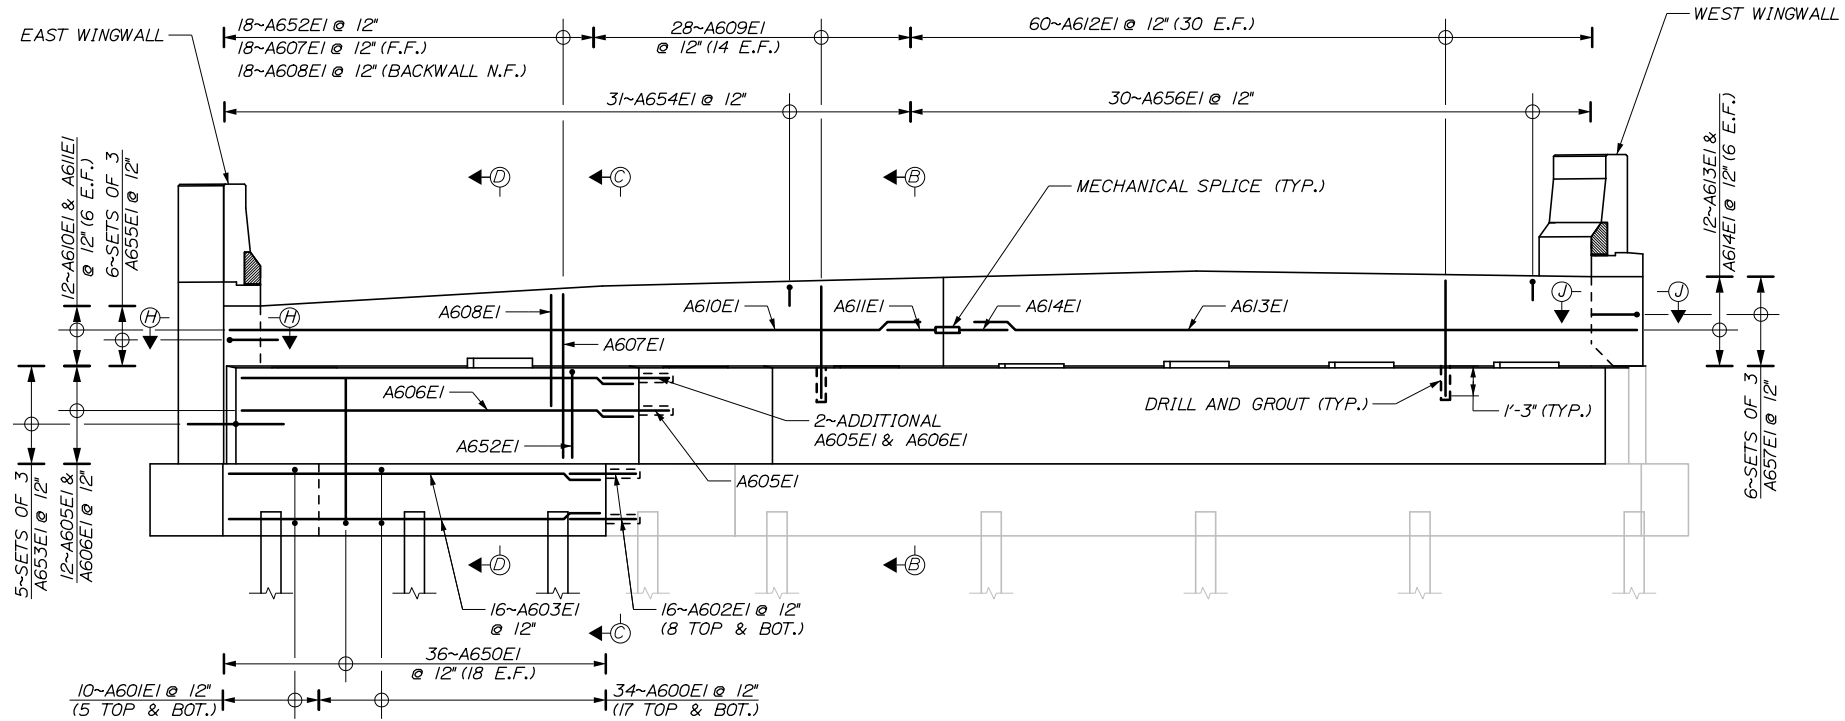 18~A652E1 @ 12"
18~A607E1 @ 12" (F.F.)
18~A608E1 @ 12" (BACKWALL N.F.)
28~A609E1
@ 12" (14 E.F.)
60~A612E1 @ 12" (30 E.F.)
WEST WINGWALL
EAST WINGWALL
31~A654E1 @ 12"
30~A656E1 @ 12"
12~A610E1 & A611E1
@ 12" (6 E.F.)
6~SETS OF 3
A655E1 @ 12"
12~A613E1 &
A614E1 @ 12" (6 E.F.)
D
C
B
MECHANICAL SPLICE (TYP.)
H
H
J
J
A608E1
A610E1
A611E1
A614E1
A613E1
A607E1
A606E1
A652E1
2~ADDITIONAL
A605E1 & A606E1
DRILL AND GROUT (TYP.)
1'-3" (TYP.)
A605E1
5~SETS OF 3
A653E1 @ 12"
12~A605E1 &
A606E1 @ 12"
6~SETS OF 3
A657E1 @ 12"
D
B
16~A603E1
@ 12"
16~A602E1 @ 12"
(8 TOP & BOT.)
C
36~A650E1
@ 12" (18 E.F.)
10~A601E1 @ 12"
(5 TOP & BOT.)
34~A600E1 @ 12"
(17 TOP & BOT.)